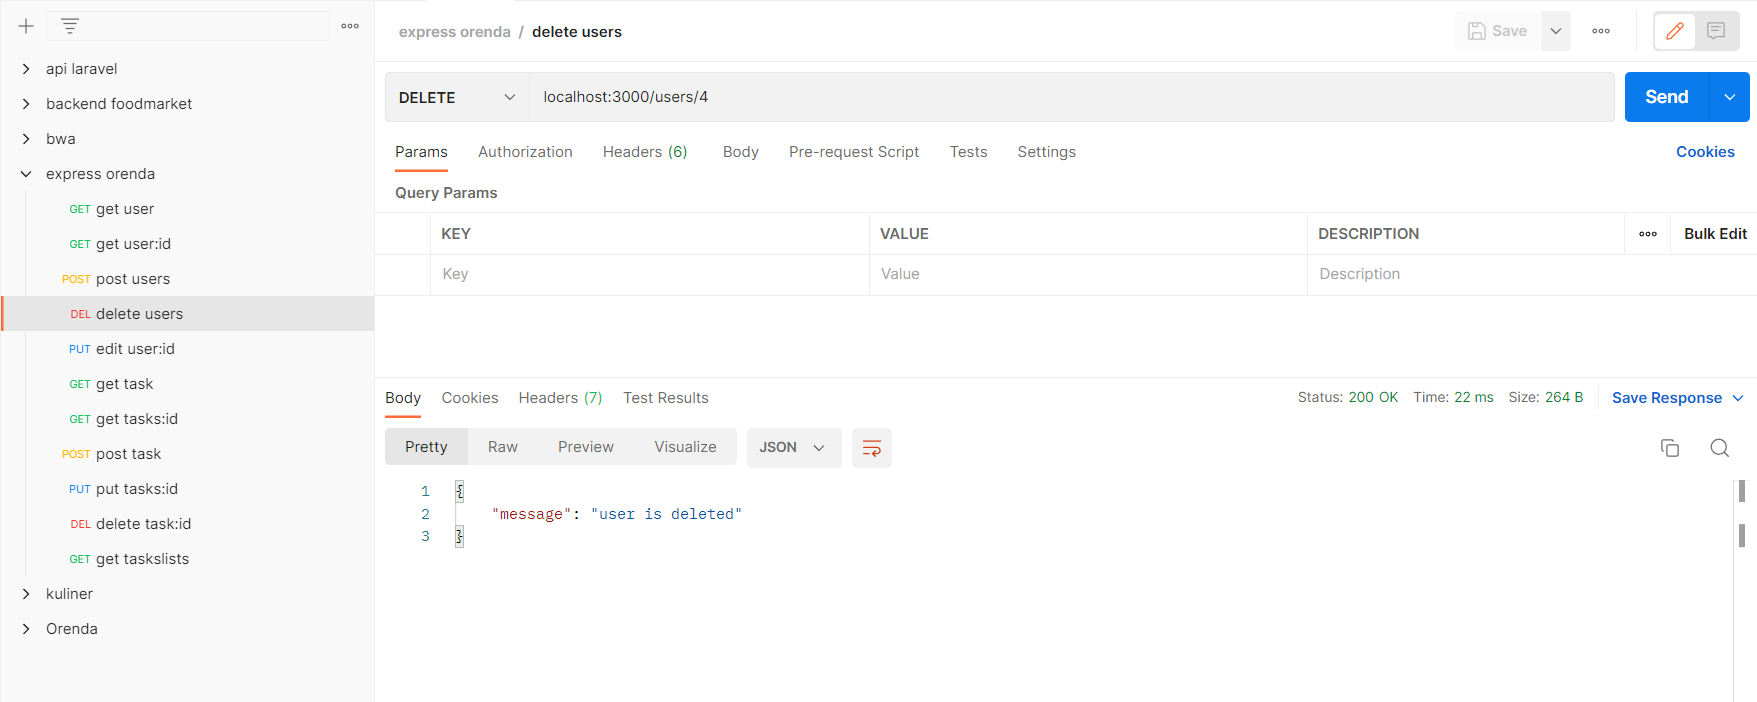 api laravel
backend foodmarket
bwa
express orenda
GET get user
GET get user:id
POST post users
DEL delete users
PUT edit user:id
GET get task
GET get tasks:id
POST post task
PUT put tasks:id
DEL delete task:id
GET get taskslists
kuliner
Orenda
express orenda / delete users
Save
DELETE localhost:3000/users/4
Send
Params Authorization Headers (6) Body Pre-request Script Tests Settings Cookies
Query Params
KEY VALUE DESCRIPTION Bulk Edit
Key Value Description
Body Cookies Headers (7) Test Results Status: 200 OK Time: 22 ms Size: 264 B Save Response
Pretty Raw Preview Visualize JSON
1 {
2 "message": "user is deleted"
3 }